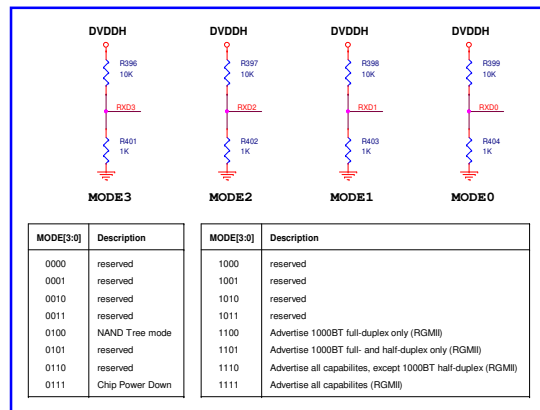 DVDDH DVDDH DVDDH DVDDH
R396 R397 R398 R399
10K 10K 10K 10K
RXD3 RXD2 RXD1 RXD0
R401 R402 R403 R404
1K 1K 1K 1K
MODE3 MODE2 MODE1 MODE0
MODE[3:0] Description
0000 reserved
0001 reserved
0010 reserved
0011 reserved
0100 NAND Tree mode
0101 reserved
0110 reserved
0111 Chip Power Down
MODE[3:0] Description
1000 reserved
1001 reserved
1010 reserved
1011 reserved
1100 Advertise 1000BT full-duplex only (RGMII)
1101 Advertise 1000BT full- and half-duplex only (RGMII)
1110 Advertise all capabilites, except 1000BT half-duplex (RGMII)
1111 Advertise all capabilites (RGMII)